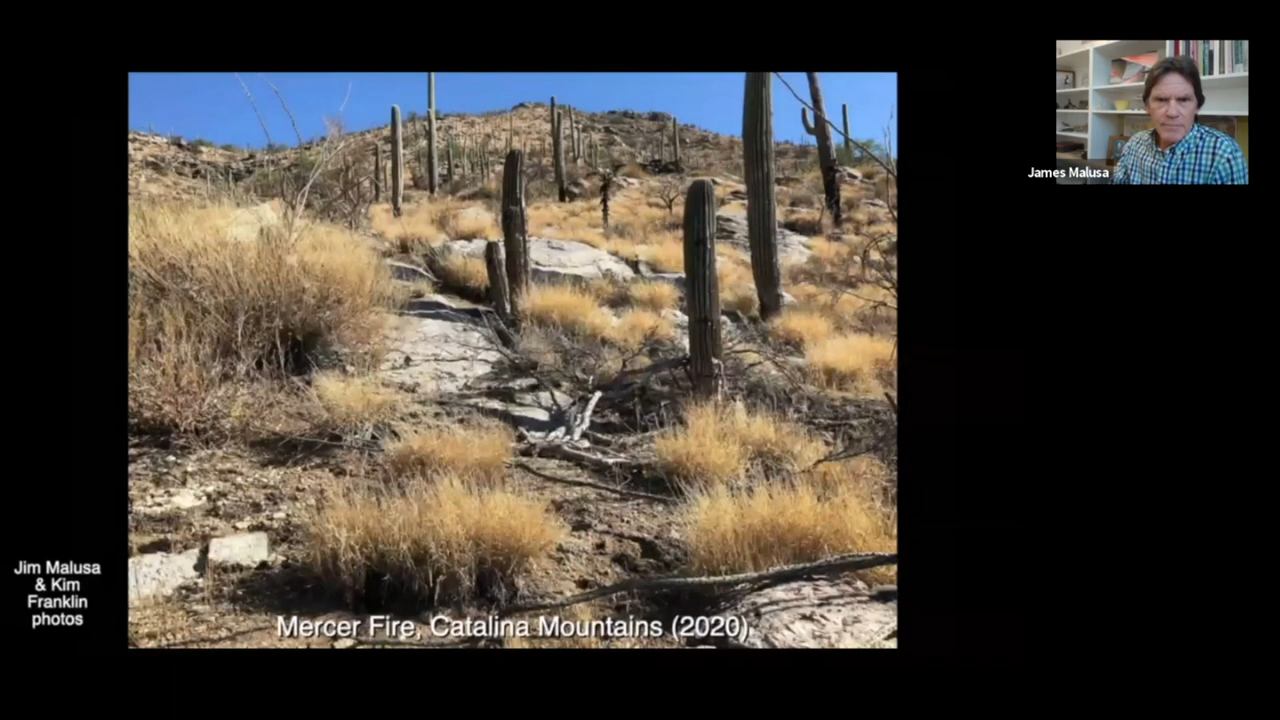 James Malusa
Jim Malusa
& Kim
Franklin
photos
Mercer Fire, Catalina Mountains (2020)